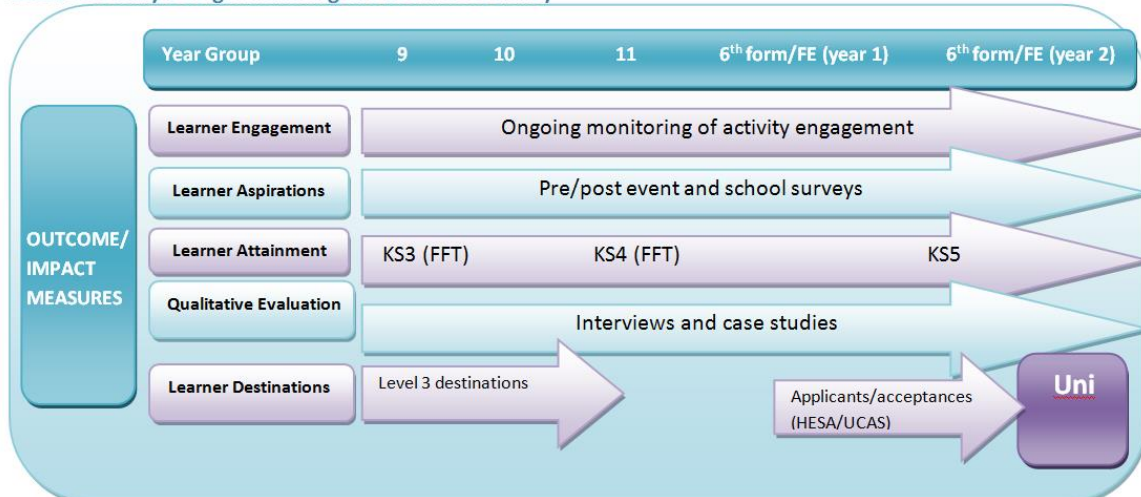 Year Group 9 10 11 6th form/FE (year 1) 6th form/FE (year 2)
Learner Engagement Ongoing monitoring of activity engagement
Learner Aspirations Pre/post event and school surveys
OUTCOME/
IMPACT
MEASURES
Learner Attainment KS3 (FFT) KS4 (FFT) KS5
Qualitative Evaluation Interviews and case studies
Learner Destinations Level 3 destinations
Applicants/acceptances
(HESA/UCAS)
Uni